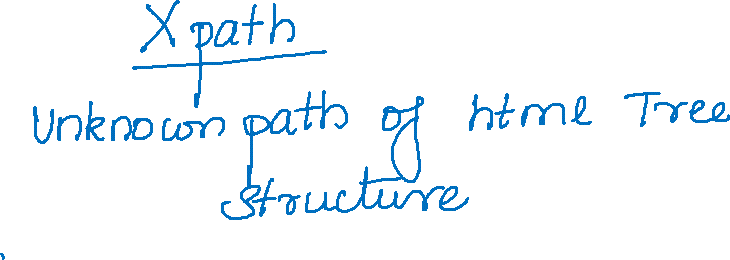 Xpath
Unknown path of html Tree
structure